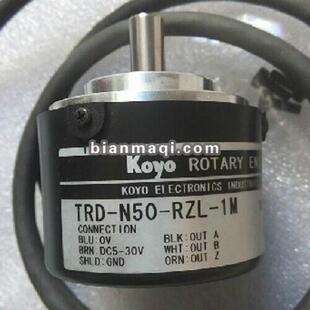 bianmaqi.com
Koyo ROTARY EN
KOYO ELECTRONICS INDUSTRI
TRD-N50-RZL-1M
CONNECTION
BLU:0V BLK:OUT A
BRN:DC5-30V WHT:OUT B
SHLD:GND ORN:OUT Z